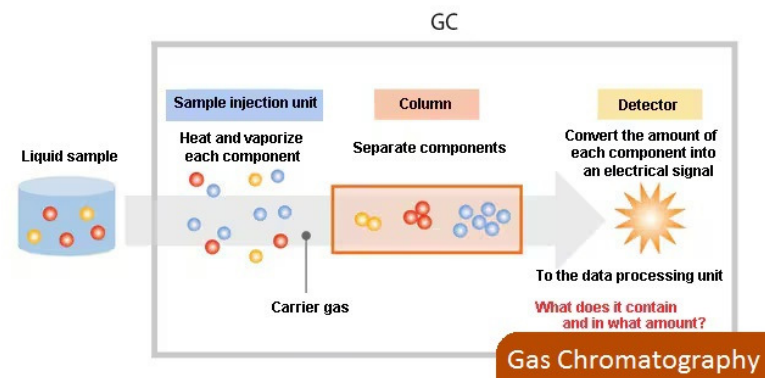 GC
Sample injection unit
Column
Detector
Liquid sample
Heat and vaporize
each component
Separate components
Convert the amount of
each component into
an electrical signal
Carrier gas
To the data processing unit
What does it contain
and in what amount?
Gas Chromatography